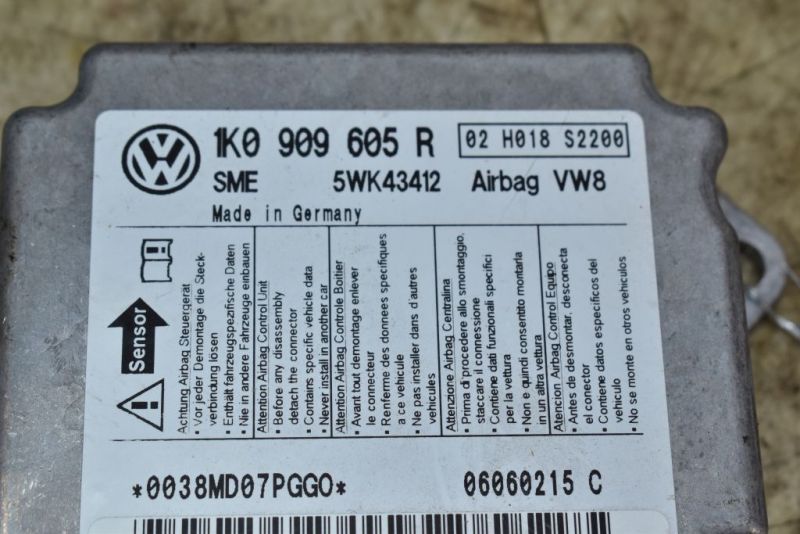 1K0 909 605 R
02 H018 S2200
SME 5WK43412 Airbag VW8
Made in Germany
Sensor
Achtung Airbag Steuergerät
• Vor jeder Demontage die Steck-
verbindung lösen
• Enthält fahrzeugspezifische Daten
• Nie in andere Fahrzeuge einbauen
Attention Airbag Control Unit
• Before any disassembly
detach the connector
• Contains specific vehicle data
• Never install in another car
Attention Airbag Controle Boitier
• Avant tout demontage enlever
le connecteur
• Renferme des donnees specifiques
a ce vehicule
• Ne pas installer dans d'autres
vehicules
Attenzione Airbag Centralina
• Prima di procedere allo smontaggio,
staccare il connessione
• Contiene dati funzionali specifici
per la vettura
• Non e quindi consentito montarla
in un altra vettura
Atencion Airbag Control Equipo
• Antes de desmontar, desconecta
el conector
• Contiene datos especificos del
vehiculo
• No se monte en otros vehiculos
*0038MD07PGGO*
06060215 C